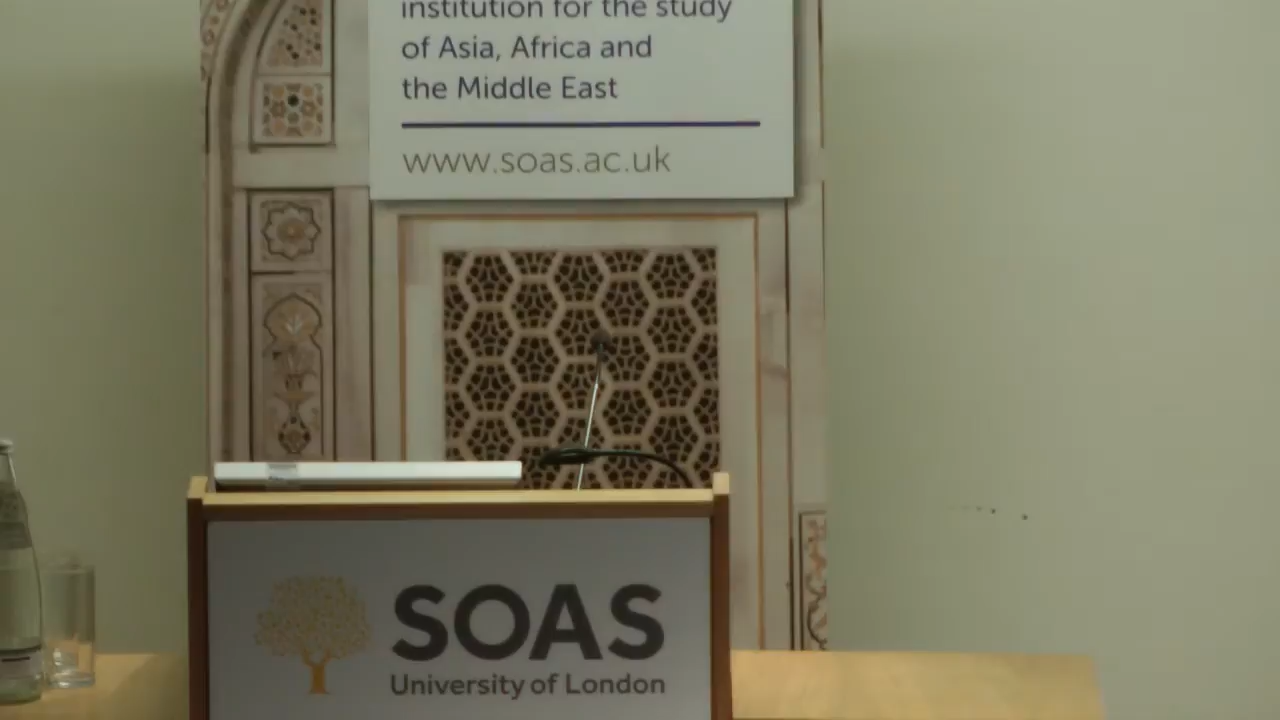 institution for the study
of Asia, Africa and
the Middle East
www.soas.ac.uk
SOAS
University of London